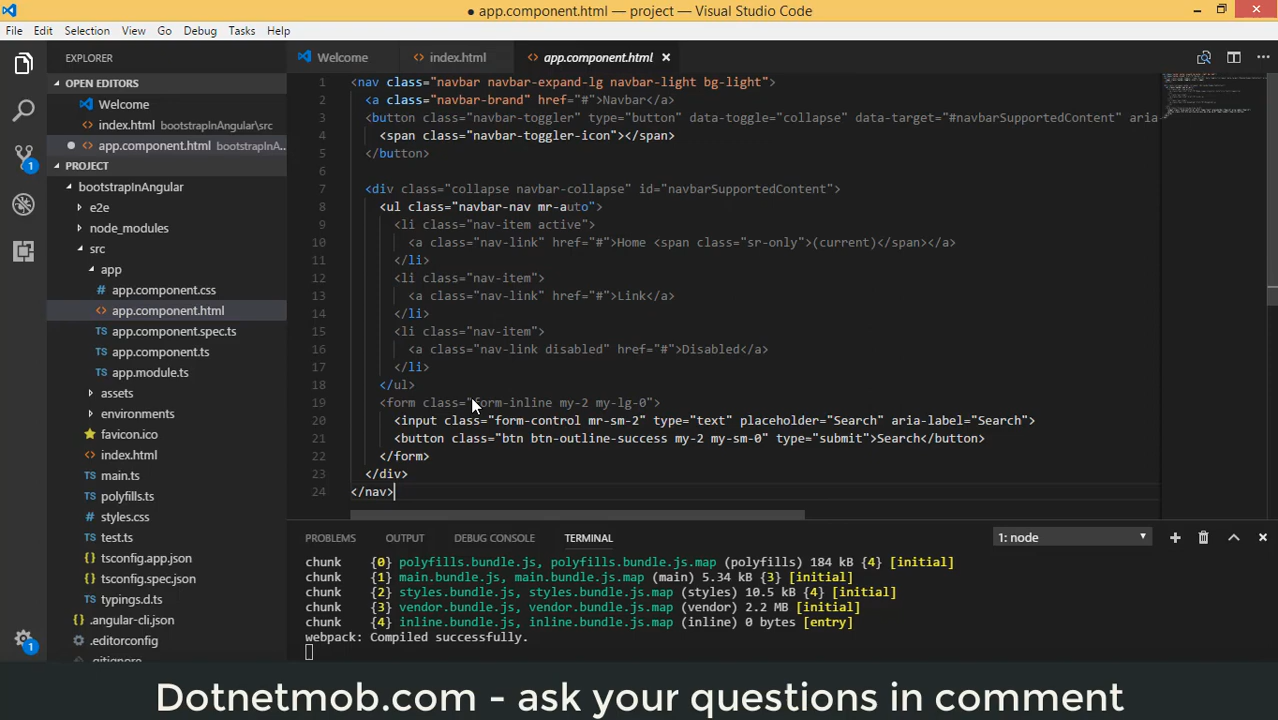 ● app.component.html — project — Visual Studio Code
File Edit Selection View Go Debug Tasks Help
EXPLORER
OPEN EDITORS
Welcome
index.html bootstrapInAngular\src
app.component.html bootstrapInA...
PROJECT
bootstrapInAngular
e2e
node_modules
src
app
# app.component.css
<> app.component.html
TS app.component.spec.ts
TS app.component.ts
TS app.module.ts
assets
environments
favicon.ico
<> index.html
TS main.ts
TS polyfills.ts
# styles.css
TS test.ts
{} tsconfig.app.json
{} tsconfig.spec.json
TS typings.d.ts
{} .angular-cli.json
.editorconfig
.gitignore
1
1
Welcome <> index.html <> app.component.html
1 <nav class="navbar navbar-expand-lg navbar-light bg-light">
2 <a class="navbar-brand" href="#">Navbar</a>
3 <button class="navbar-toggler" type="button" data-toggle="collapse" data-target="#navbarSupportedContent" aria
4 <span class="navbar-toggler-icon"></span>
5 </button>
6
7 <div class="collapse navbar-collapse" id="navbarSupportedContent">
8 <ul class="navbar-nav mr-auto">
9 <li class="nav-item active">
10 <a class="nav-link" href="#">Home <span class="sr-only">(current)</span></a>
11 </li>
12 <li class="nav-item">
13 <a class="nav-link" href="#">Link</a>
14 </li>
15 <li class="nav-item">
16 <a class="nav-link disabled" href="#">Disabled</a>
17 </li>
18 </ul>
19 <form class="form-inline my-2 my-lg-0">
20 <input class="form-control mr-sm-2" type="text" placeholder="Search" aria-label="Search">
21 <button class="btn btn-outline-success my-2 my-sm-0" type="submit">Search</button>
22 </form>
23 </div>
24 </nav>
PROBLEMS OUTPUT DEBUG CONSOLE TERMINAL 1: node
chunk {0} polyfills.bundle.js, polyfills.bundle.js.map (polyfills) 184 kB {4} [initial]
chunk {1} main.bundle.js, main.bundle.js.map (main) 5.34 kB {3} [initial]
chunk {2} styles.bundle.js, styles.bundle.js.map (styles) 10.5 kB {4} [initial]
chunk {3} vendor.bundle.js, vendor.bundle.js.map (vendor) 2.2 MB [initial]
chunk {4} inline.bundle.js, inline.bundle.js.map (inline) 0 bytes [entry]
webpack: Compiled successfully.
Dotnetmob.com - ask your questions in comment